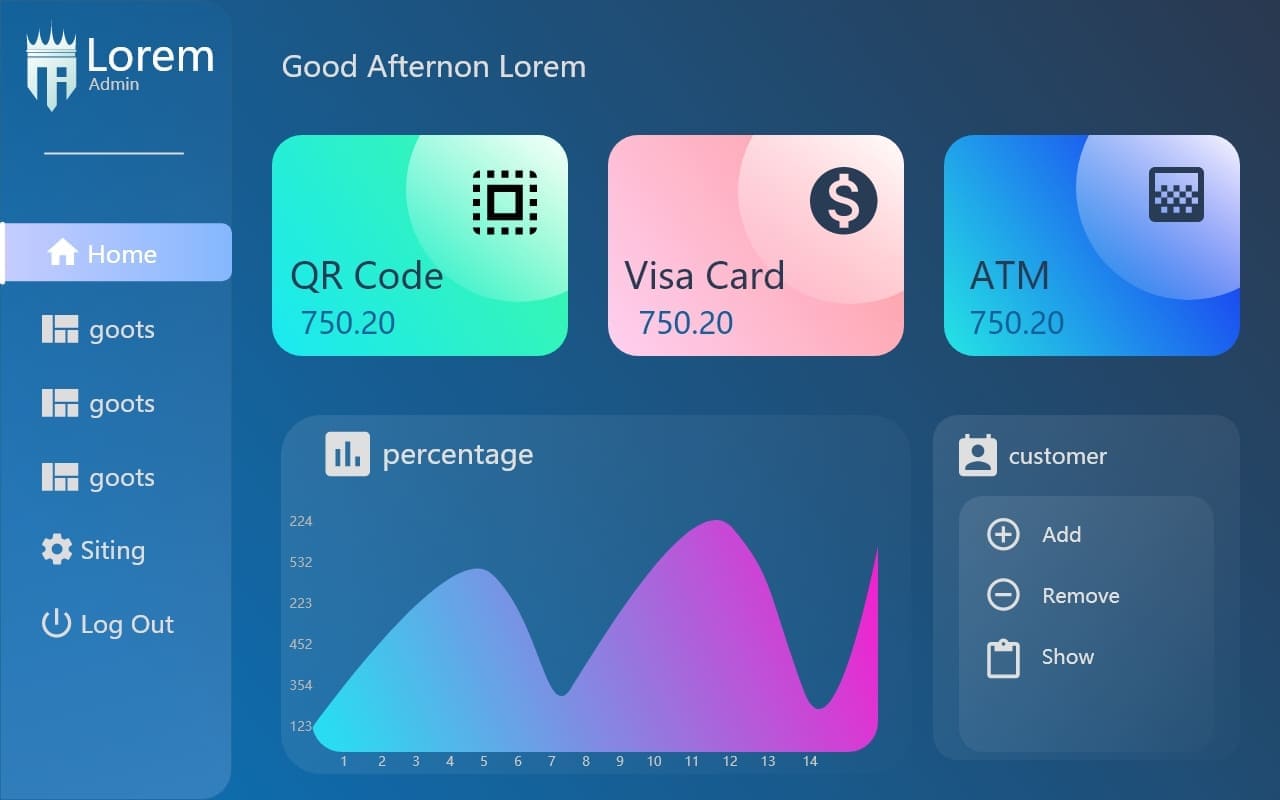 Lorem
Admin
Home
goots
goots
goots
Siting
Log Out
Good Afternon Lorem
QR Code
750.20
Visa Card
750.20
ATM
750.20
percentage
224
532
223
452
354
123
1 2 3 4 5 6 7 8 9 10 11 12 13 14
customer
Add
Remove
Show